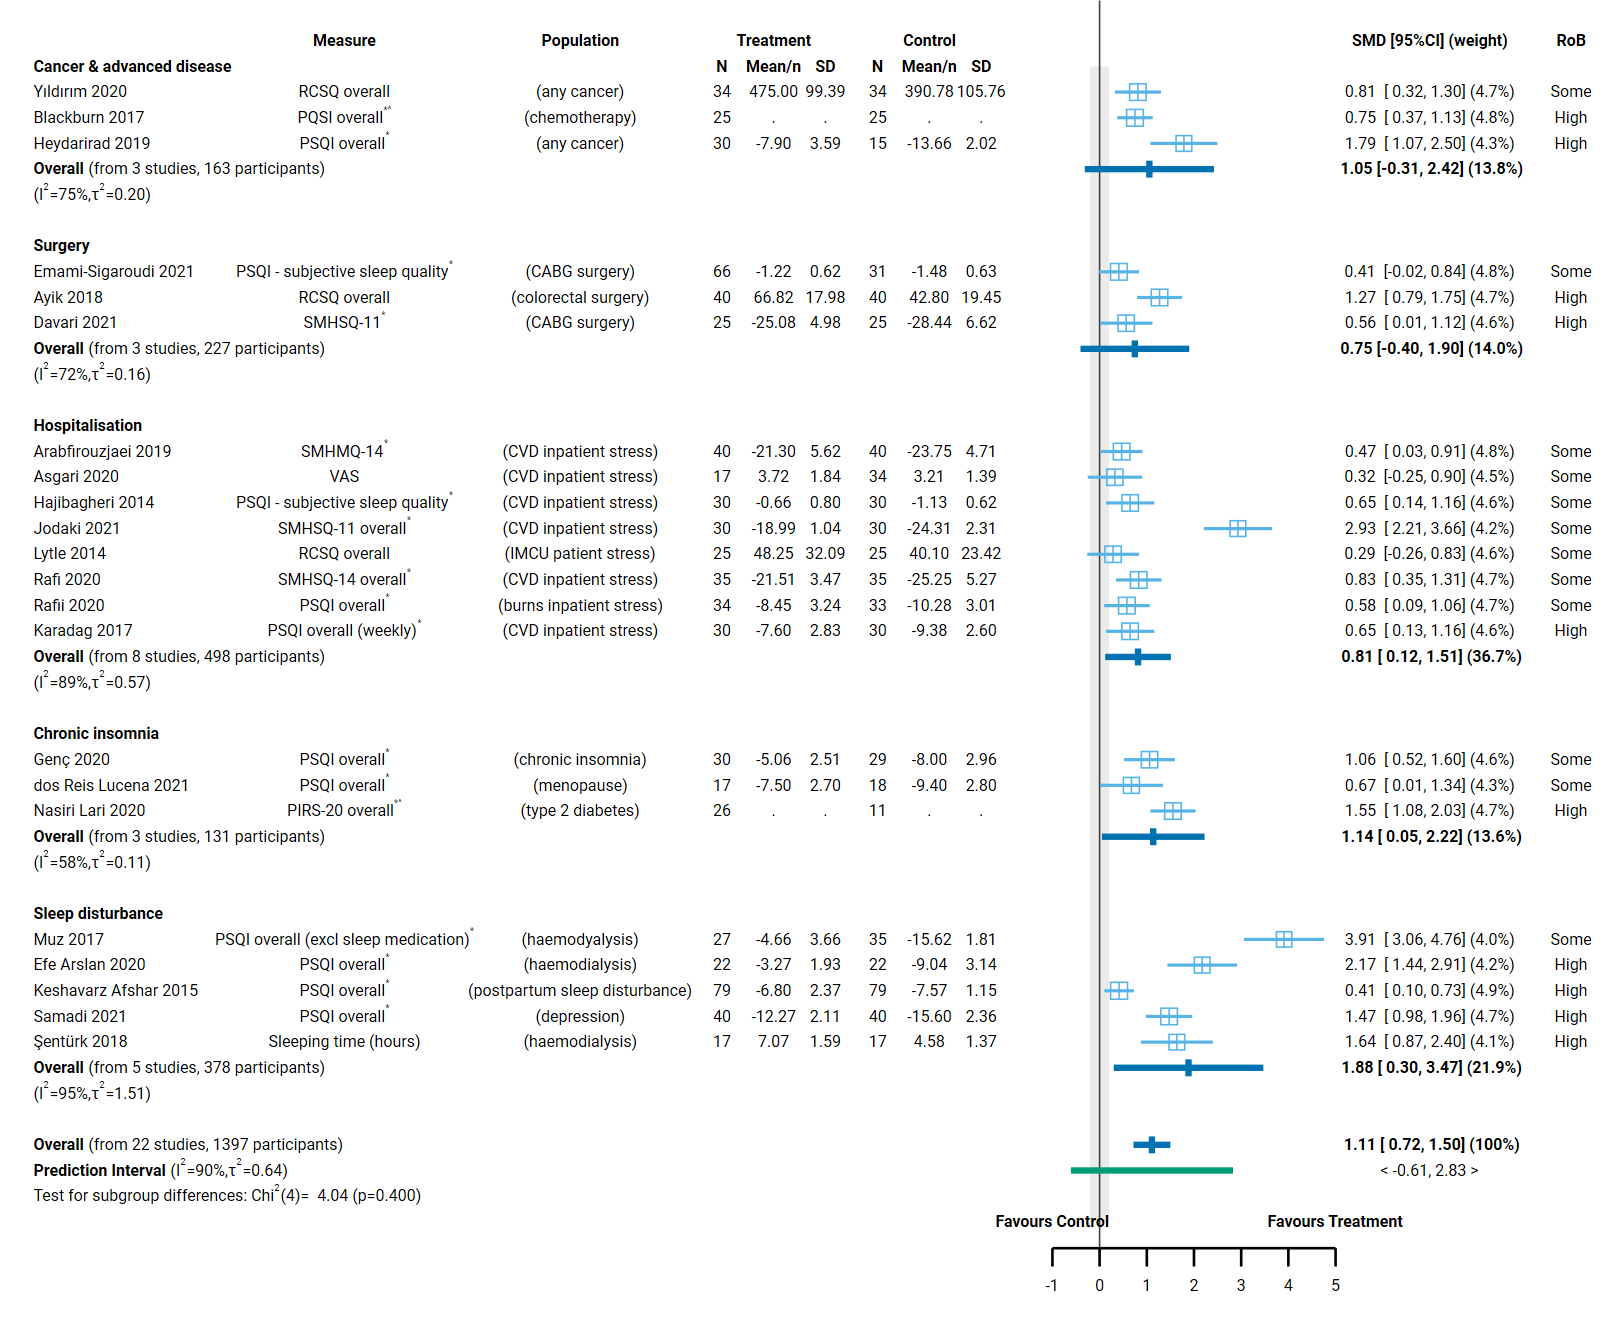 Measure Population Treatment Control SMD [95%CI] (weight) RoB
Cancer & advanced disease N Mean/n SD N Mean/n SD
Yıldırım 2020 RCSQ overall (any cancer) 34 475.00 99.39 34 390.78 105.76 0.81 [ 0.32, 1.30] (4.7%) Some
Blackburn 2017 PQSI overall*^ (chemotherapy) 25 . . 25 . . 0.75 [ 0.37, 1.13] (4.8%) High
Heydarirad 2019 PSQI overall* (any cancer) 30 -7.90 3.59 15 -13.66 2.02 1.79 [ 1.07, 2.50] (4.3%) High
Overall (from 3 studies, 163 participants) 1.05 [-0.31, 2.42] (13.8%)
(I²=75%,τ²=0.20)
Surgery
Emami-Sigaroudi 2021 PSQI - subjective sleep quality* (CABG surgery) 66 -1.22 0.62 31 -1.48 0.63 0.41 [-0.02, 0.84] (4.8%) Some
Ayik 2018 RCSQ overall (colorectal surgery) 40 66.82 17.98 40 42.80 19.45 1.27 [ 0.79, 1.75] (4.7%) High
Davari 2021 SMHSQ-11* (CABG surgery) 25 -25.08 4.98 25 -28.44 6.62 0.56 [ 0.01, 1.12] (4.6%) High
Overall (from 3 studies, 227 participants) 0.75 [-0.40, 1.90] (14.0%)
(I²=72%,τ²=0.16)
Hospitalisation
Arabfirouzjaei 2019 SMHMQ-14* (CVD inpatient stress) 40 -21.30 5.62 40 -23.75 4.71 0.47 [ 0.03, 0.91] (4.8%) Some
Asgari 2020 VAS (CVD inpatient stress) 17 3.72 1.84 34 3.21 1.39 0.32 [-0.25, 0.90] (4.5%) Some
Hajibagheri 2014 PSQI - subjective sleep quality* (CVD inpatient stress) 30 -0.66 0.80 30 -1.13 0.62 0.65 [ 0.14, 1.16] (4.6%) Some
Jodaki 2021 SMHSQ-11 overall* (CVD inpatient stress) 30 -18.99 1.04 30 -24.31 2.31 2.93 [ 2.21, 3.66] (4.2%) Some
Lytle 2014 RCSQ overall (IMCU patient stress) 25 48.25 32.09 25 40.10 23.42 0.29 [-0.26, 0.83] (4.6%) Some
Rafi 2020 SMHSQ-14 overall* (CVD inpatient stress) 35 -21.51 3.47 35 -25.25 5.27 0.83 [ 0.35, 1.31] (4.7%) Some
Rafii 2020 PSQI overall* (burns inpatient stress) 34 -8.45 3.24 33 -10.28 3.01 0.58 [ 0.09, 1.06] (4.7%) Some
Karadag 2017 PSQI overall (weekly)* (CVD inpatient stress) 30 -7.60 2.83 30 -9.38 2.60 0.65 [ 0.13, 1.16] (4.6%) High
Overall (from 8 studies, 498 participants) 0.81 [ 0.12, 1.51] (36.7%)
(I²=89%,τ²=0.57)
Chronic insomnia
Genç 2020 PSQI overall* (chronic insomnia) 30 -5.06 2.51 29 -8.00 2.96 1.06 [ 0.52, 1.60] (4.6%) Some
dos Reis Lucena 2021 PSQI overall* (menopause) 17 -7.50 2.70 18 -9.40 2.80 0.67 [ 0.01, 1.34] (4.3%) Some
Nasiri Lari 2020 PIRS-20 overall*^ (type 2 diabetes) 26 . . 11 . . 1.55 [ 1.08, 2.03] (4.7%) High
Overall (from 3 studies, 131 participants) 1.14 [ 0.05, 2.22] (13.6%)
(I²=58%,τ²=0.11)
Sleep disturbance
Muz 2017 PSQI overall (excl sleep medication)* (haemodyalysis) 27 -4.66 3.66 35 -15.62 1.81 3.91 [ 3.06, 4.76] (4.0%) Some
Efe Arslan 2020 PSQI overall* (haemodialysis) 22 -3.27 1.93 22 -9.04 3.14 2.17 [ 1.44, 2.91] (4.2%) High
Keshavarz Afshar 2015 PSQI overall* (postpartum sleep disturbance) 79 -6.80 2.37 79 -7.57 1.15 0.41 [ 0.10, 0.73] (4.9%) High
Samadi 2021 PSQI overall* (depression) 40 -12.27 2.11 40 -15.60 2.36 1.47 [ 0.98, 1.96] (4.7%) High
Şentürk 2018 Sleeping time (hours) (haemodialysis) 17 7.07 1.59 17 4.58 1.37 1.64 [ 0.87, 2.40] (4.1%) High
Overall (from 5 studies, 378 participants) 1.88 [ 0.30, 3.47] (21.9%)
(I²=95%,τ²=1.51)
Overall (from 22 studies, 1397 participants) 1.11 [ 0.72, 1.50] (100%)
Prediction Interval (I²=90%,τ²=0.64) < -0.61, 2.83 >
Test for subgroup differences: Chi²(4)= 4.04 (p=0.400)
Favours Control Favours Treatment
-1 0 1 2 3 4 5